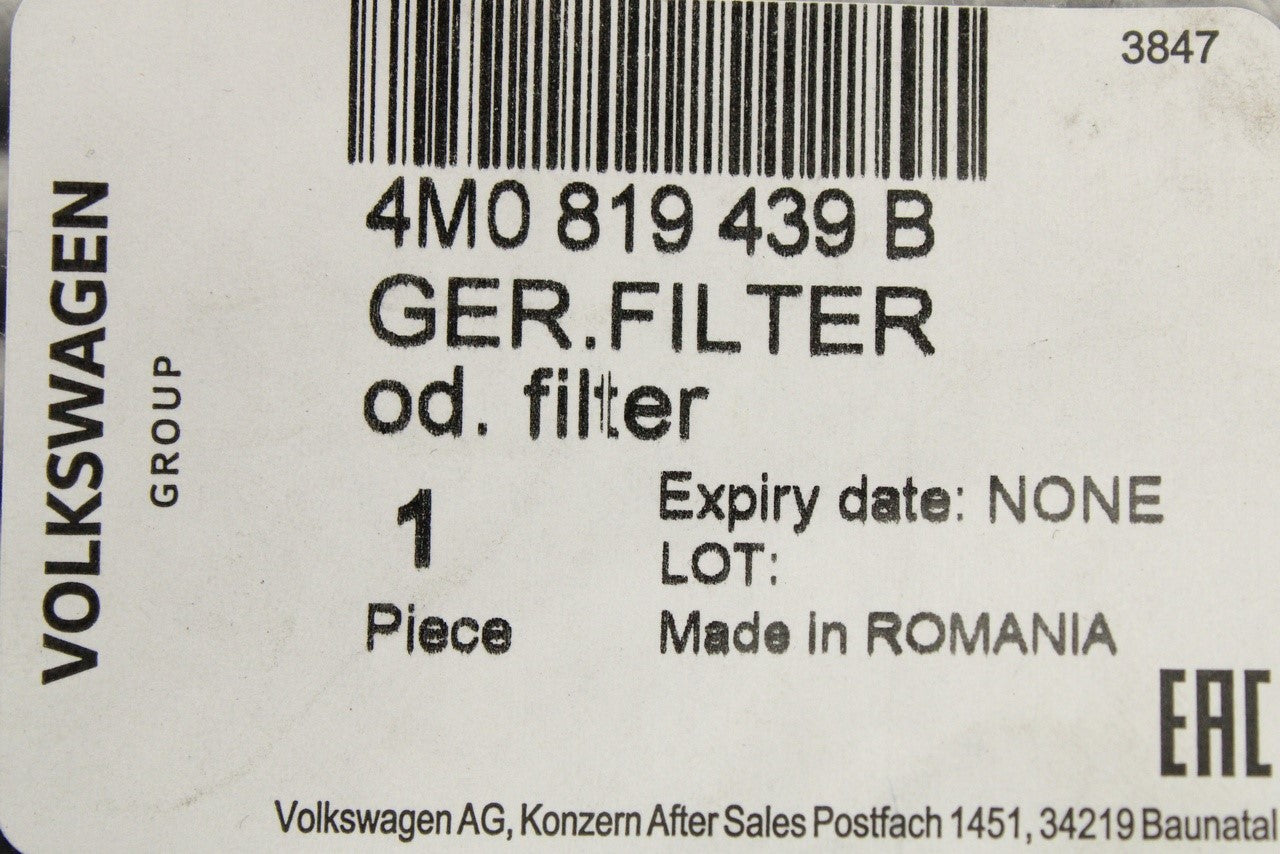 3847
VOLKSWAGEN
GROUP
4M0 819 439 B
GER.FILTER
od. filter
1
Piece
Expiry date: NONE
LOT:
Made in ROMANIA
EAC
Volkswagen AG, Konzern After Sales Postfach 1451, 34219 Baunatal